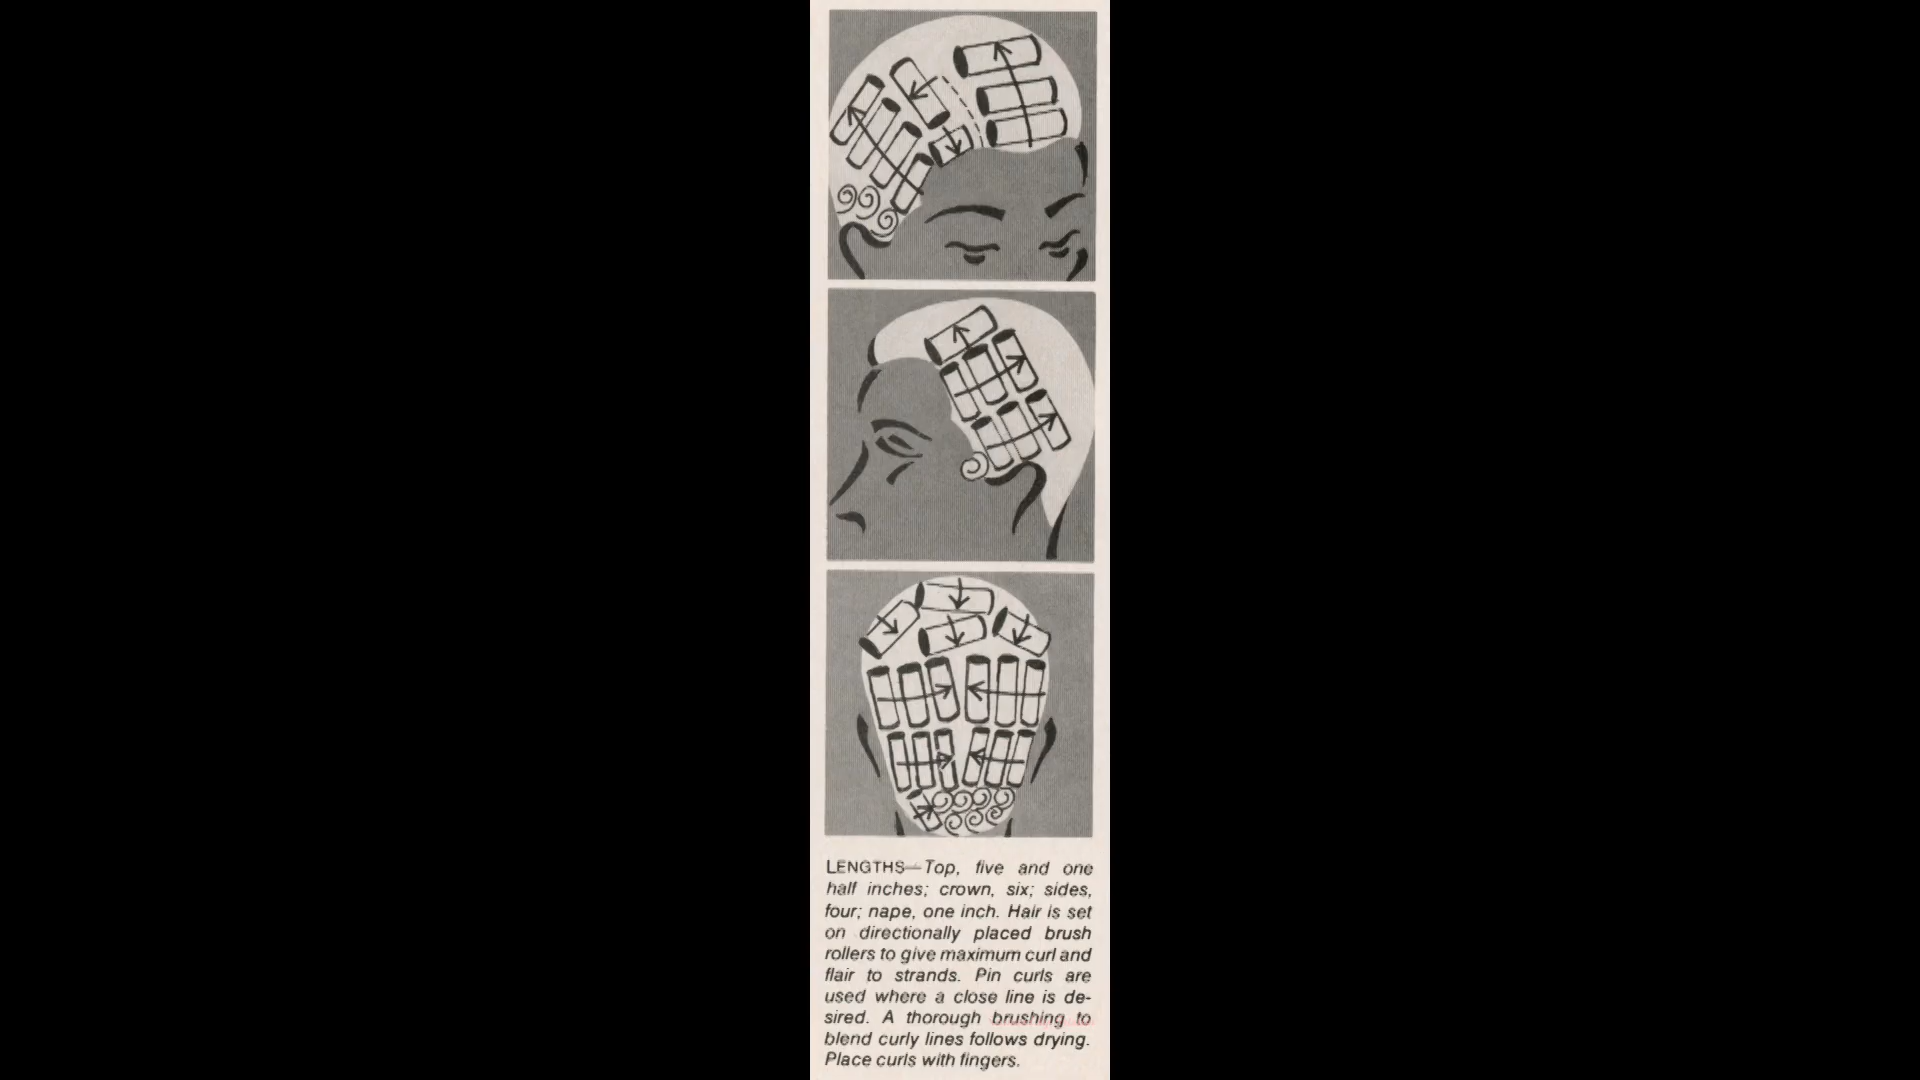 LENGTHS—Top, five and one
half inches; crown, six; sides,
four; nape, one inch. Hair is set
on directionally placed brush
rollers to give maximum curl and
flair to strands. Pin curls are
used where a close line is de-
sired. A thorough brushing to
blend curly lines follows drying.
Place curls with fingers.